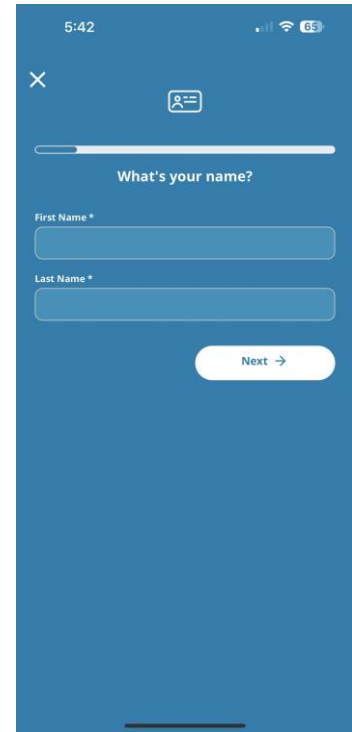 5:42
65
What's your name?
First Name *
Last Name *
Next →